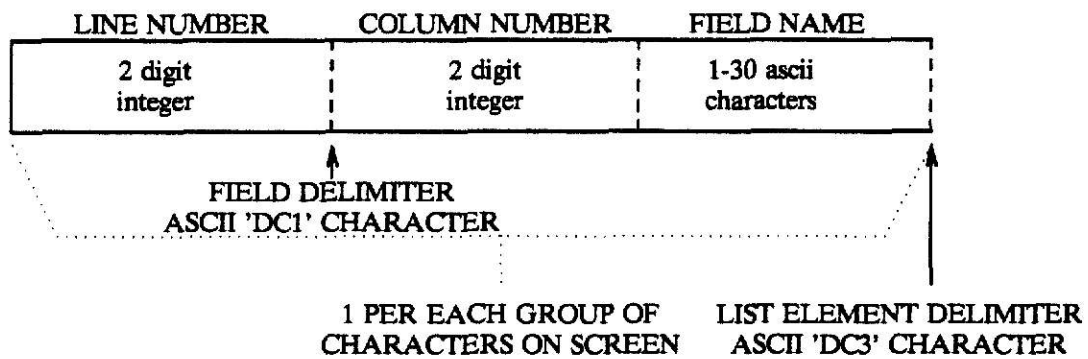 LINE NUMBER COLUMN NUMBER FIELD NAME
2 digit 2 digit 1-30 ascii
integer integer characters
FIELD DELIMITER
ASCII 'DC1' CHARACTER
1 PER EACH GROUP OF LIST ELEMENT DELIMITER
CHARACTERS ON SCREEN ASCII 'DC3' CHARACTER